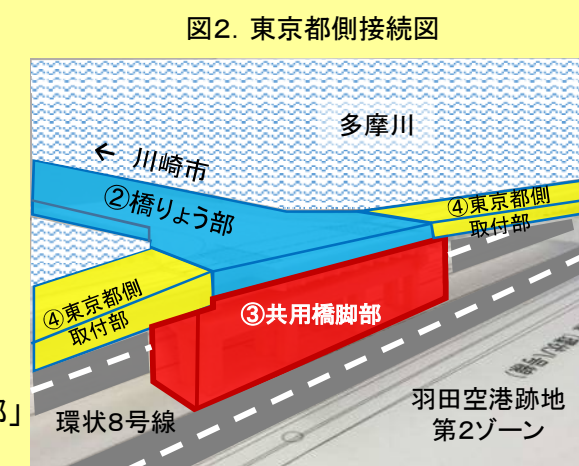 図2. 東京都側接続図
多摩川
← 川崎市
②橋りょう部
④東京都側
取付部
④東京都側
取付部
③共用橋脚部
部」
環状8号線
羽田空港跡地
第2ゾーン